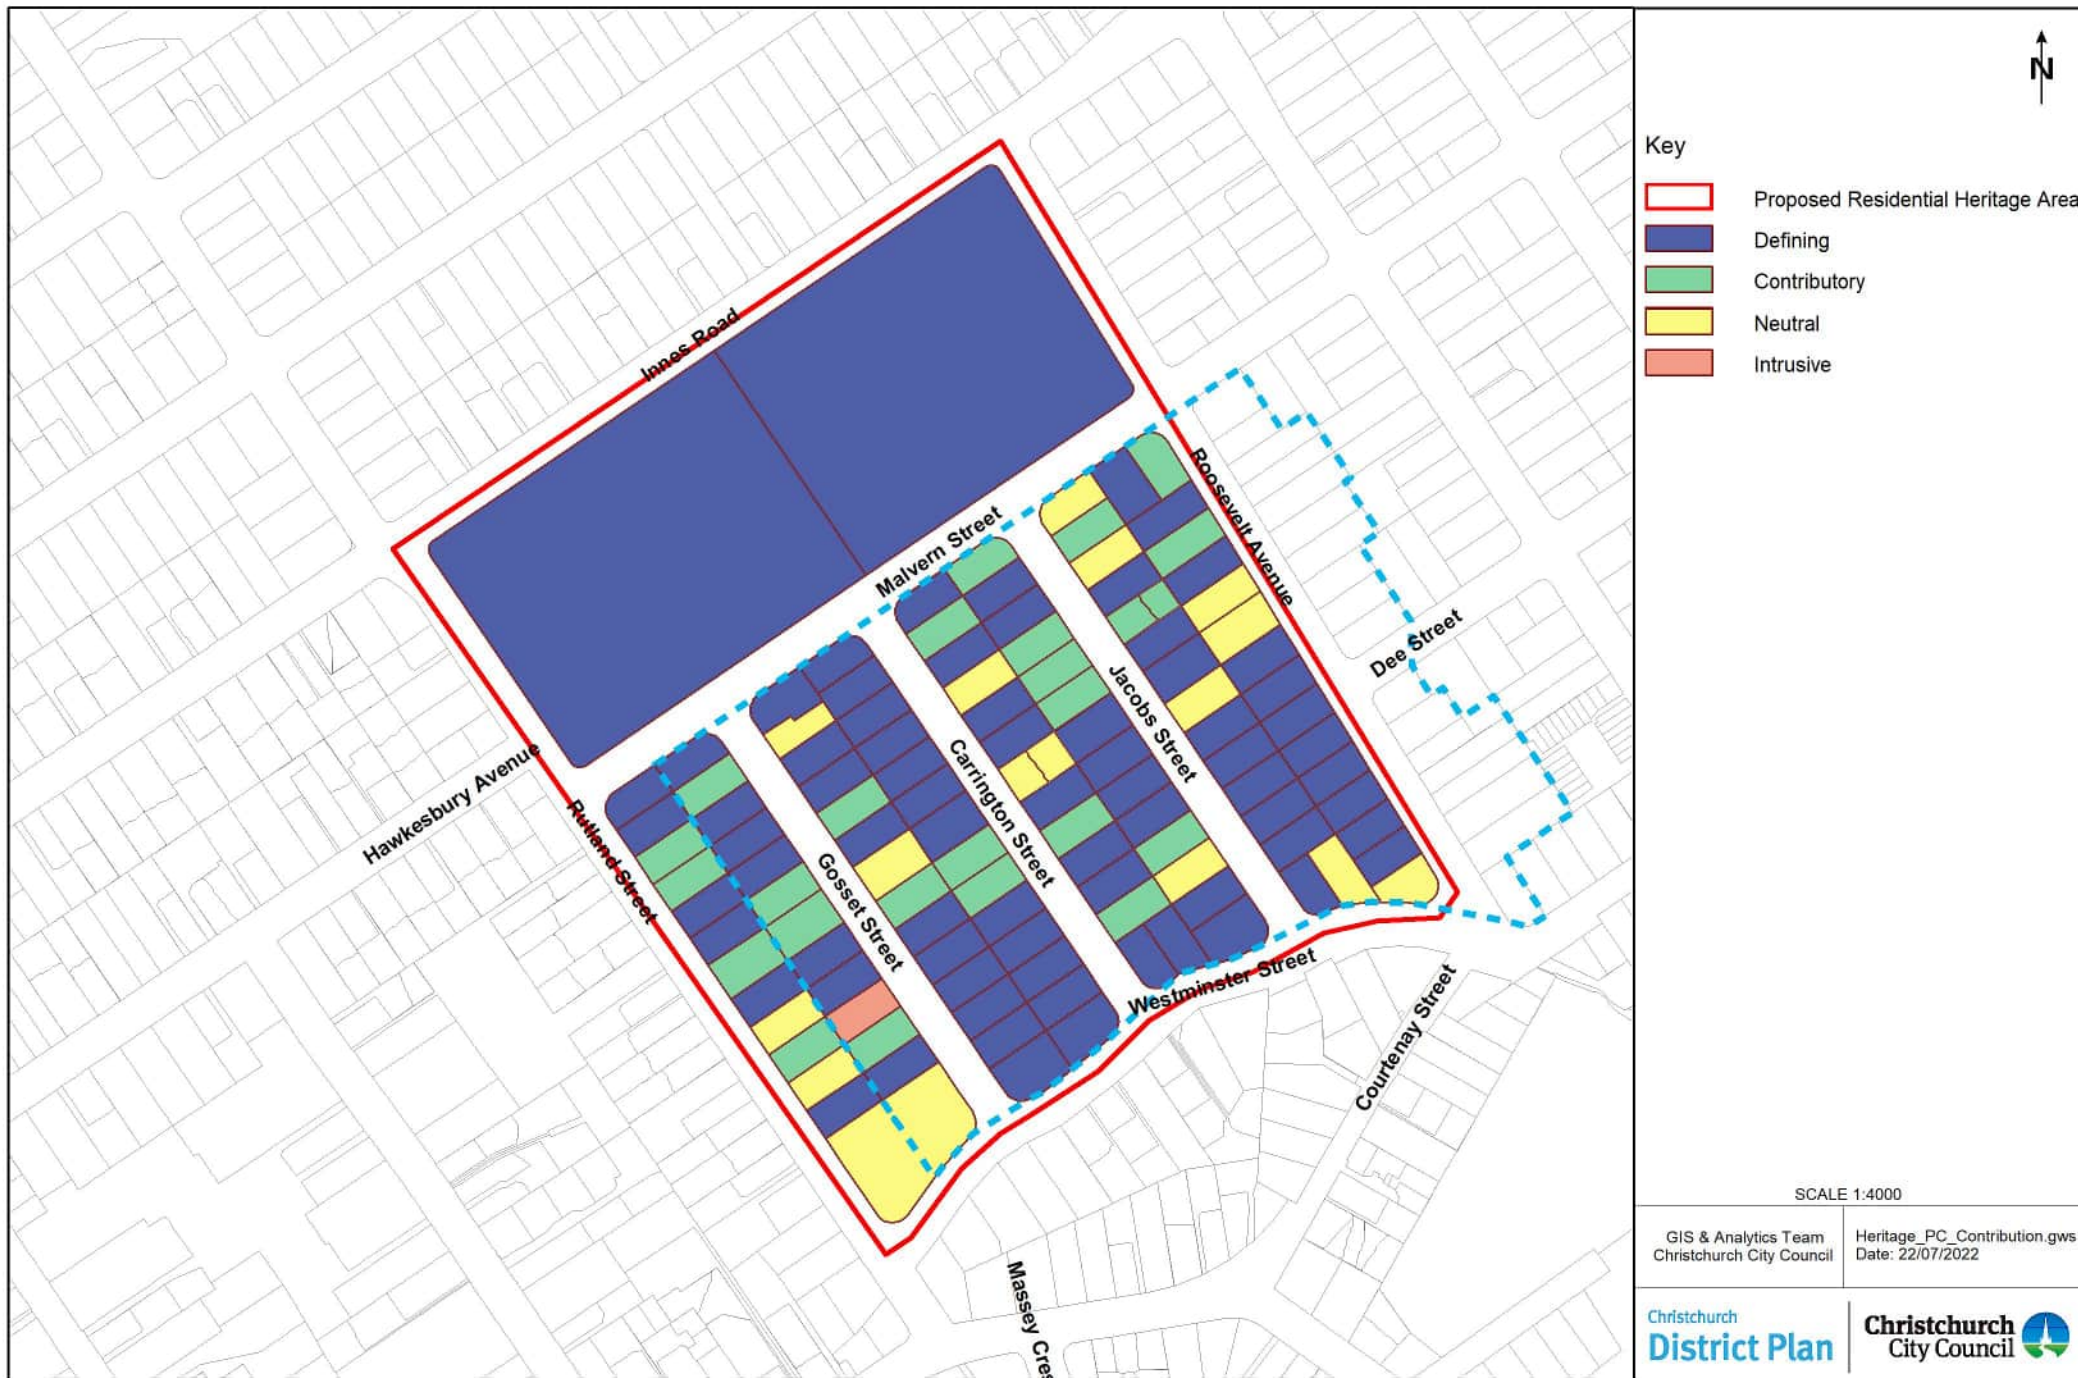 N
Key
Proposed Residential Heritage Area
Defining
Contributory
Neutral
Intrusive
Innes Road
Malvern Street
Roosevelt Avenue
Dee Street
Jacobs Street
Carrington Street
Hawkesbury Avenue
Rutland Street
Gosset Street
Westminster Street
Courtenay Street
Massey Cres
SCALE 1:4000
GIS & Analytics Team
Christchurch City Council
Heritage_PC_Contribution.gws
Date: 22/07/2022
Christchurch
District Plan
Christchurch
City Council